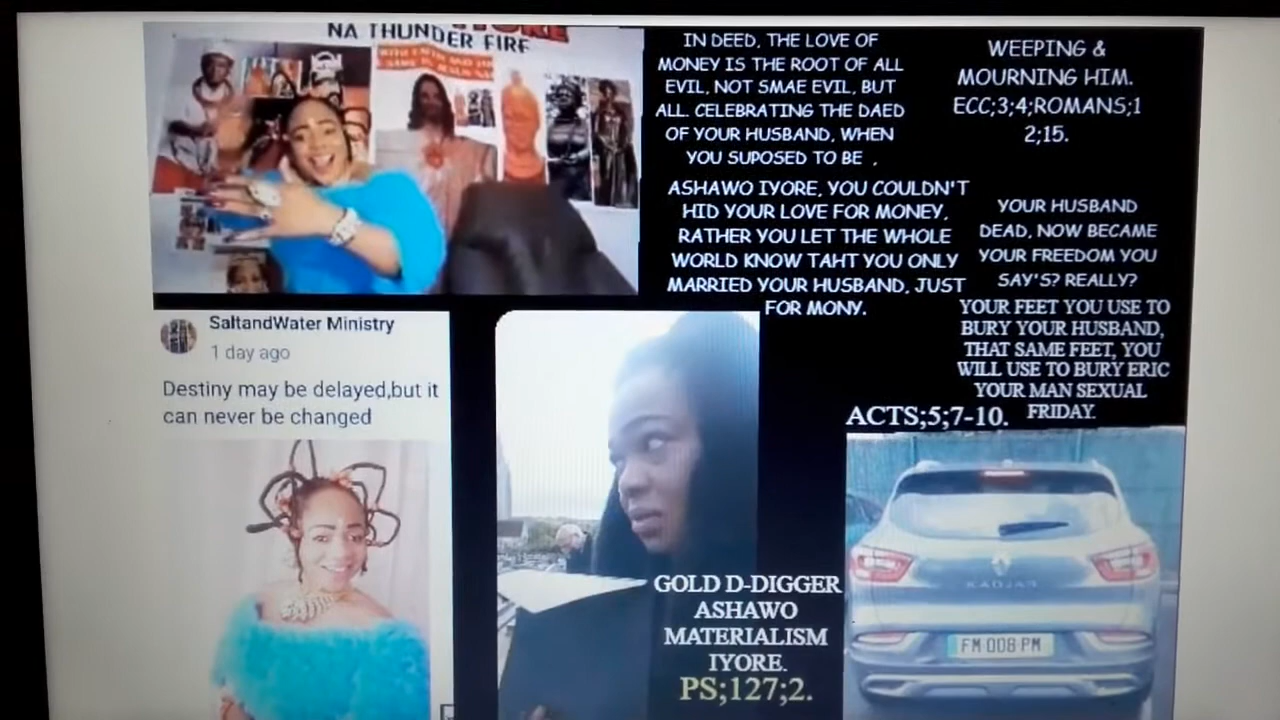 NA THUNDER FIRE
IN DEED, THE LOVE OF
MONEY IS THE ROOT OF ALL
EVIL, NOT SMAE EVIL, BUT
ALL. CELEBRATING THE DAED
OF YOUR HUSBAND, WHEN
YOU SUPOSED TO BE ,
WEEPING &
MOURNING HIM.
ECC;3;4;ROMANS;1
2;15.
ASHAWO IYORE, YOU COULDN'T
HID YOUR LOVE FOR MONEY,
RATHER YOU LET THE WHOLE
WORLD KNOW TAHT YOU ONLY
MARRIED YOUR HUSBAND, JUST
FOR MONY.
YOUR HUSBAND
DEAD, NOW BECAME
YOUR FREEDOM YOU
SAY'S? REALLY?
YOUR FEET YOU USE TO
BURY YOUR HUSBAND,
THAT SAME FEET, YOU
WILL USE TO BURY ERIC
YOUR MAN SEXUAL
FRIDAY.
ACTS;5;7-10.
SaltandWater Ministry
1 day ago
Destiny may be delayed,but it
can never be changed
GOLD D-DIGGER
ASHAWO
MATERIALISM
IYORE.
PS;127;2.
KADJAR
FM 008 PM